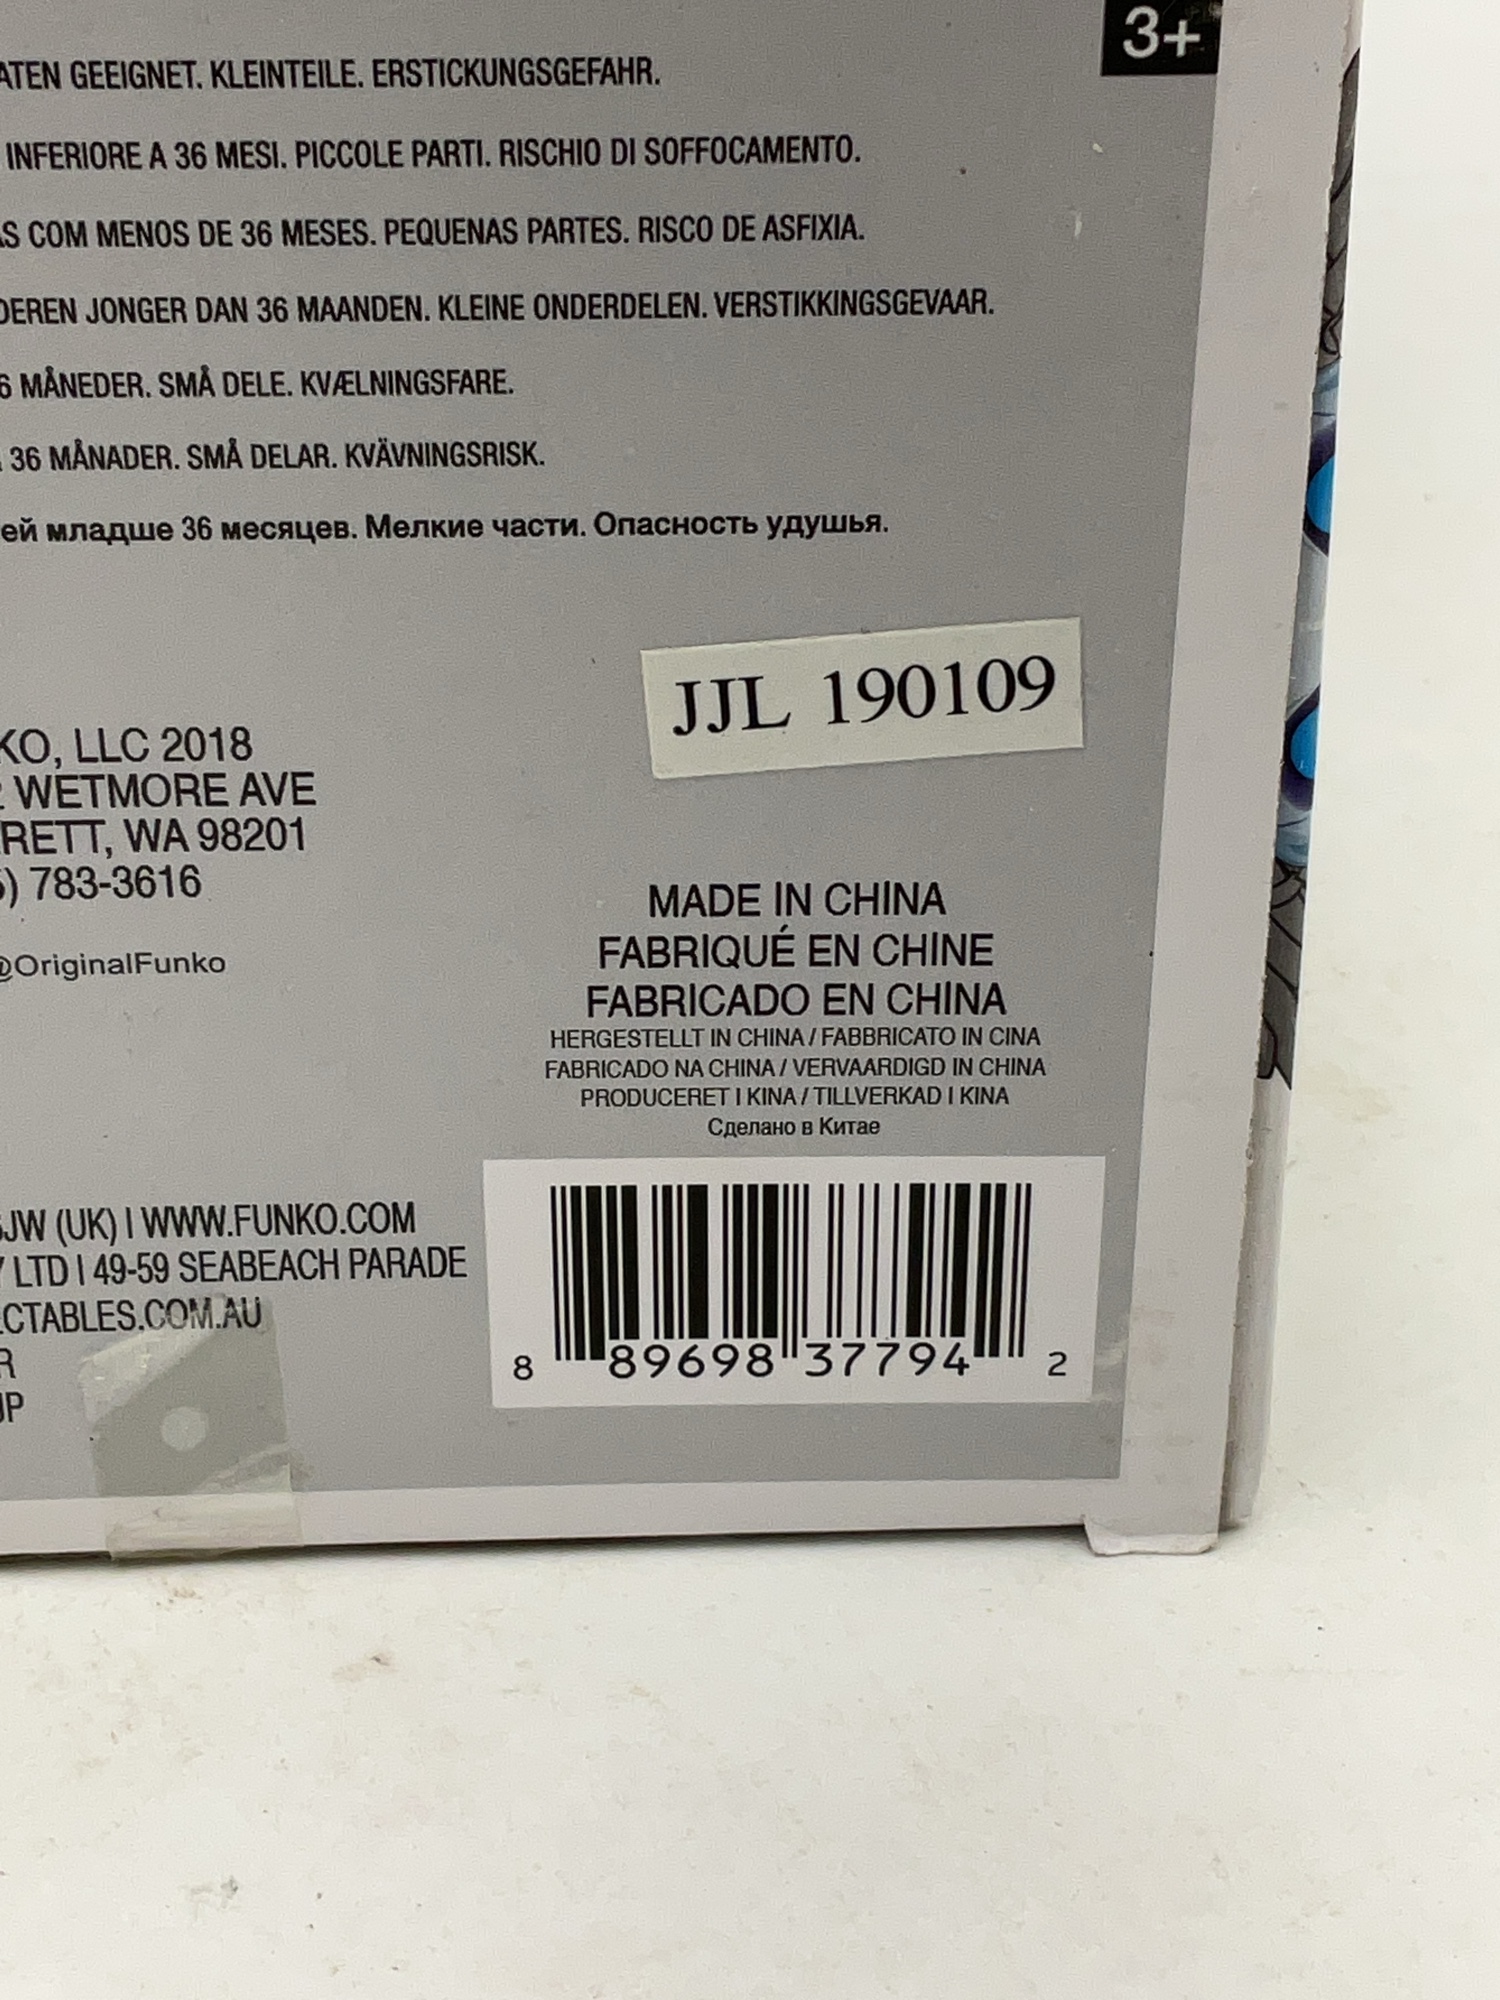 3+
GEEIGNET. KLEINTEILE. ERSTICKUNGSGEFAHR.
INFERIORE A 36 MESI. PICCOLE PARTI. RISCHIO DI SOFFOCAMENTO.
COM MENOS DE 36 MESES. PEQUENAS PARTES. RISCO DE ASFIXIA.
JONGER DAN 36 MAANDEN. KLEINE ONDERDELEN. VERSTIKKINGSGEVAAR.
6 MÅNEDER. SMÅ DELE. KVÆLNINGSFARE.
36 MÅNADER. SMÅ DELAR. KVÄVNINGSRISK.
ей младше 36 месяцев. Мелкие части. Опасность удушья.
JJL 190109
KO, LLC 2018
WETMORE AVE
RETT, WA 98201
) 783-3616
@OriginalFunko
MADE IN CHINA
FABRIQUÉ EN CHINE
FABRICADO EN CHINA
HERGESTELLT IN CHINA / FABBRICATO IN CINA
FABRICADO NA CHINA / VERVAARDIGD IN CHINA
PRODUCERET I KINA / TILLVERKAD I KINA
Сделано в Китае
JW (UK) I WWW.FUNKO.COM
LTD I 49-59 SEABEACH PARADE
ECTABLES.COM.AU
R
UP
8 89698 37794 2